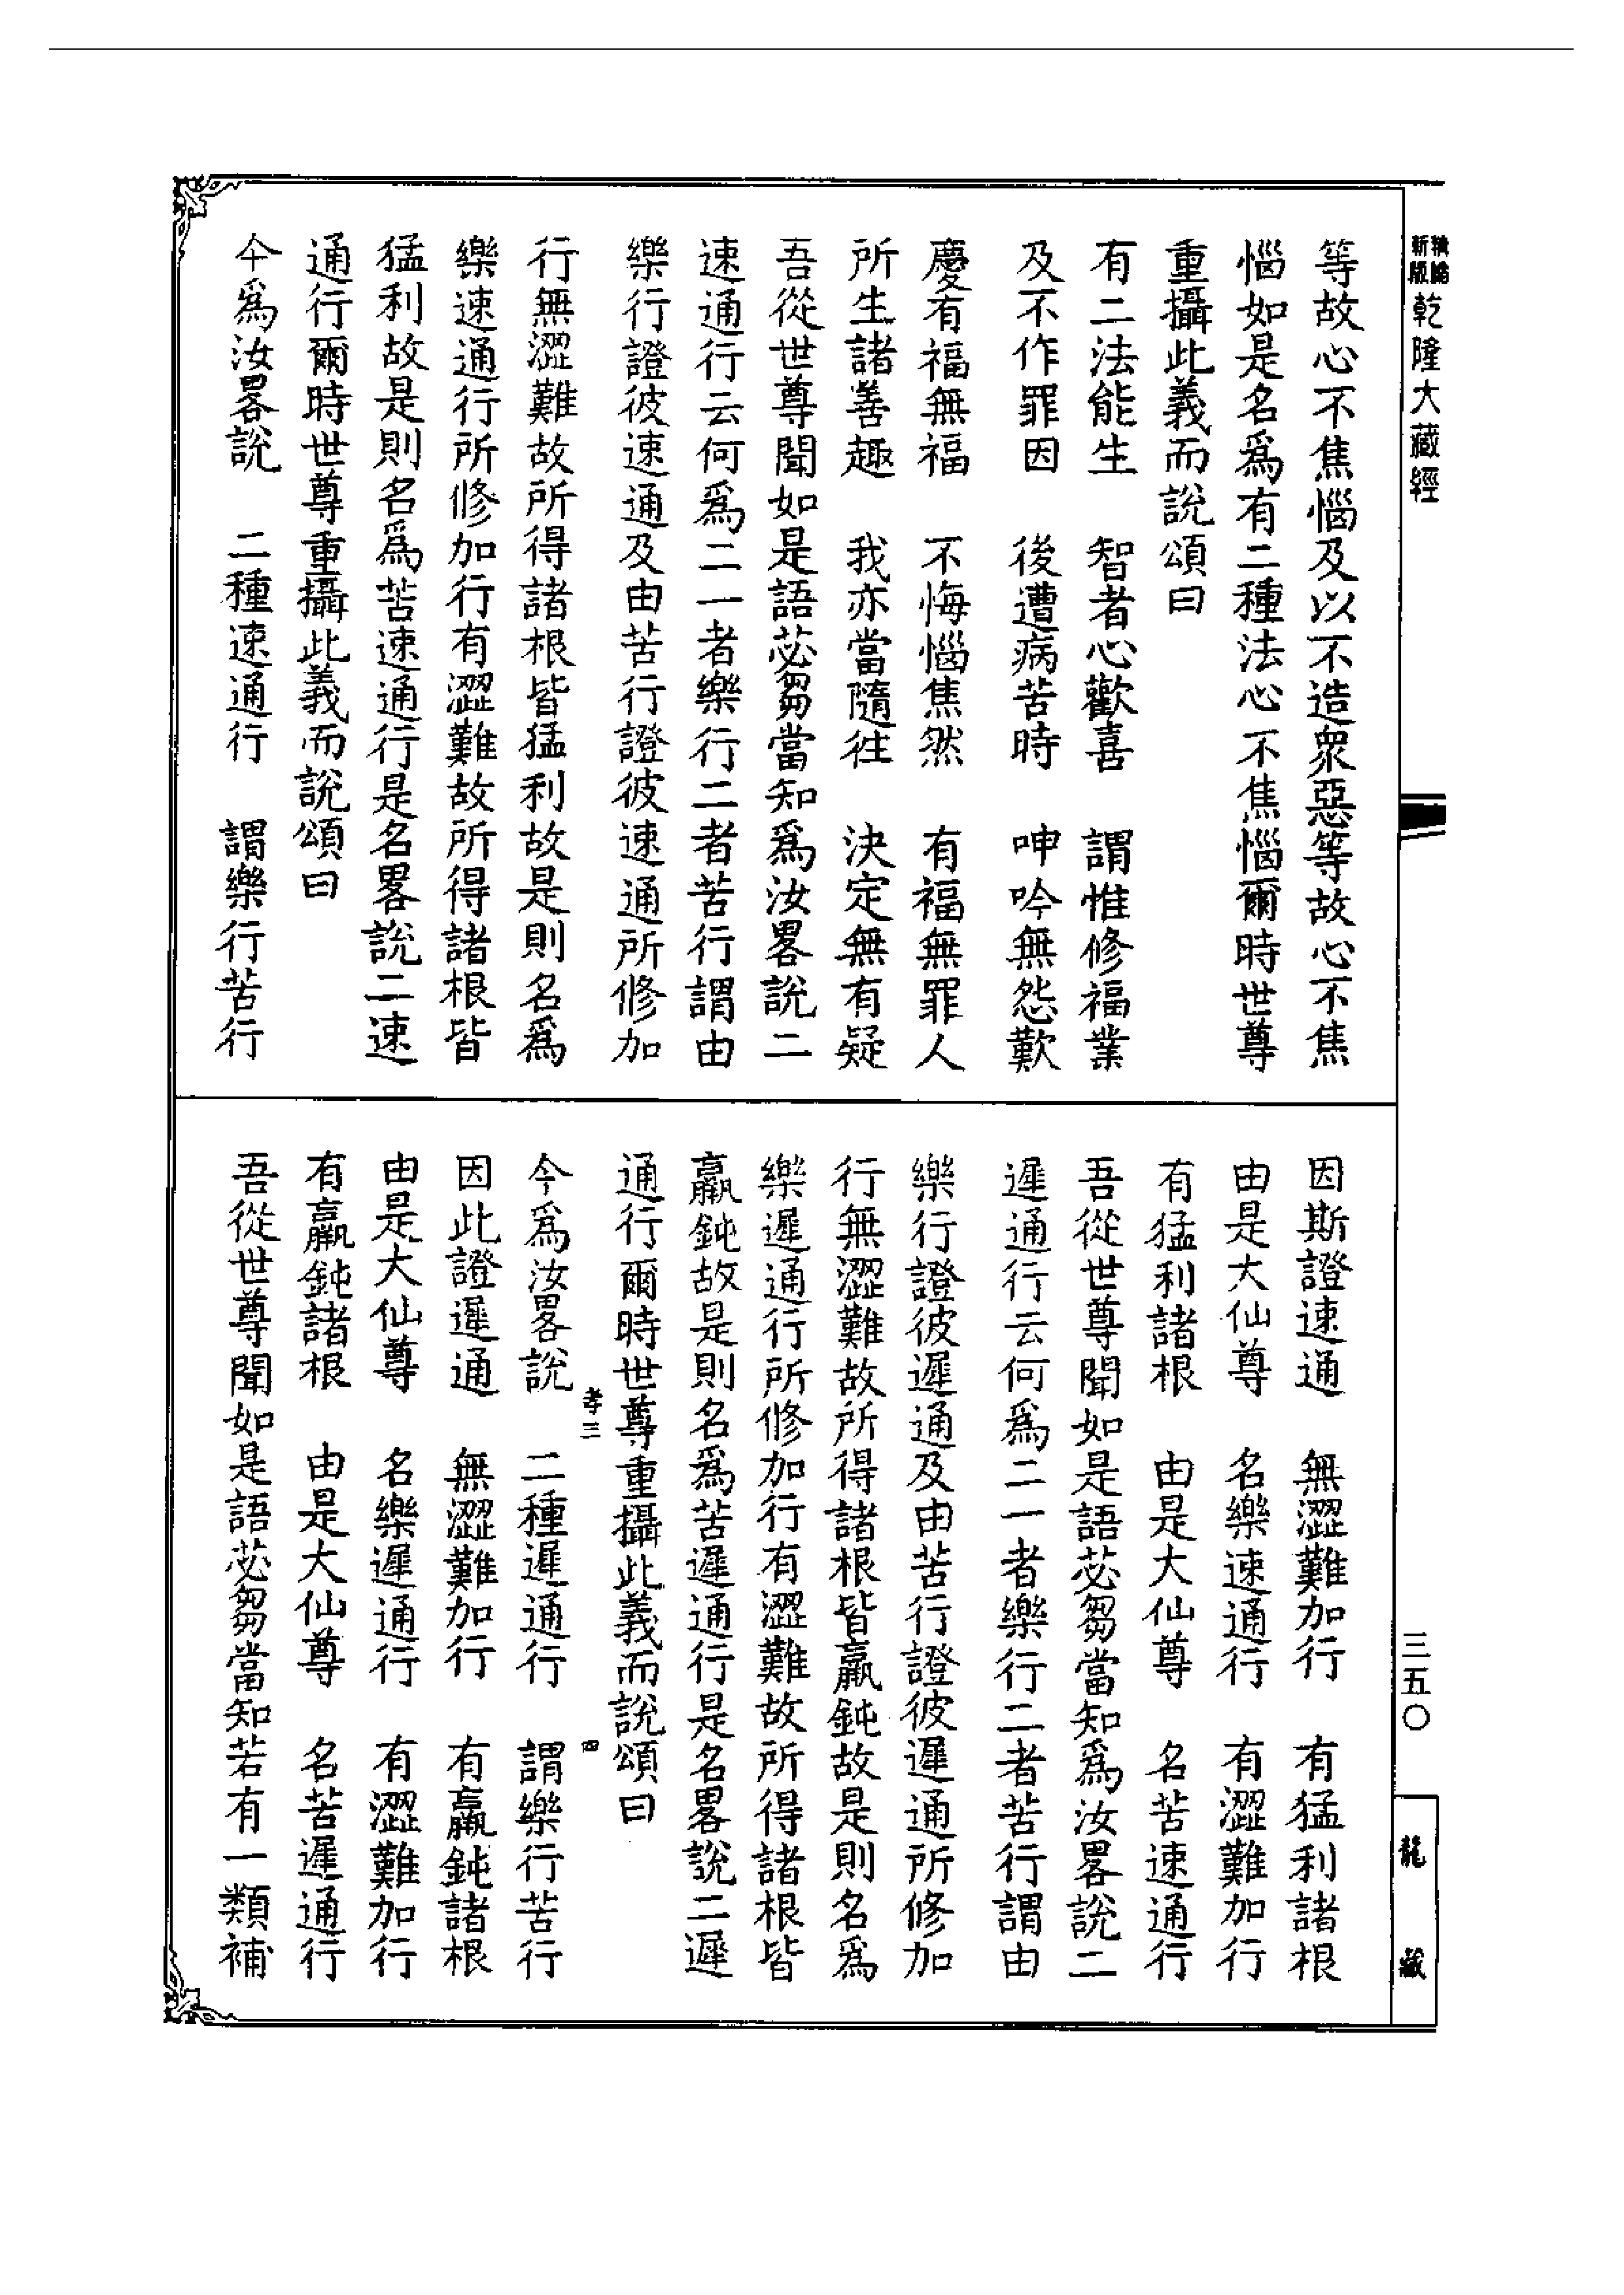 新版
乾隆大藏經
等故心不焦惱及以不造衆惡等故心不焦
惱如是名爲有二種法心不焦惱爾時世尊
重攝此義而說頌曰
有二法能生　智者心歡喜　謂惟修福業
及不作罪因　後遭病苦時　呻吟無怨歎
慶有福無福　不悔惱焦然　有福無罪人
所生諸善趣　我亦當隨往　決定無有疑
吾從世尊聞如是語苾芻當知爲汝畧說二
速通行云何爲二一者樂行二者苦行謂由
樂行證彼速通及由苦行證彼速通所修加
行無澀難故所得諸根皆猛利故是則名爲
樂速通行所修加行有澀難故所得諸根皆
猛利故是則名爲苦速通行是名畧說二速
通行爾時世尊重攝此義而說頌曰
今爲汝畧說　二種速通行　謂樂行苦行
因斯證速通　無澀難加行　有猛利諸根
由是大仙尊　名樂速通行　有澀難加行
有猛利諸根　由是大仙尊　名苦速通行
吾從世尊聞如是語苾芻當知爲汝畧說二
遲通行云何爲二一者樂行二者苦行謂由
樂行證彼遲通及由苦行證彼遲通所修加
行無澀難故所得諸根皆羸鈍故是則名爲
樂遲通行所修加行有澀難故所得諸根皆
羸鈍故是則名爲苦遲通行是名畧說二遲
通行爾時世尊重攝此義而說頌曰
孝三　四
今爲汝畧說　二種遲通行　謂樂行苦行
因此證遲通　無澀難加行　有羸鈍諸根
由是大仙尊　名樂遲通行　有澀難加行
有羸鈍諸根　由是大仙尊　名苦遲通行
吾從世尊聞如是語苾芻當知若有一類補
三五〇
龍藏